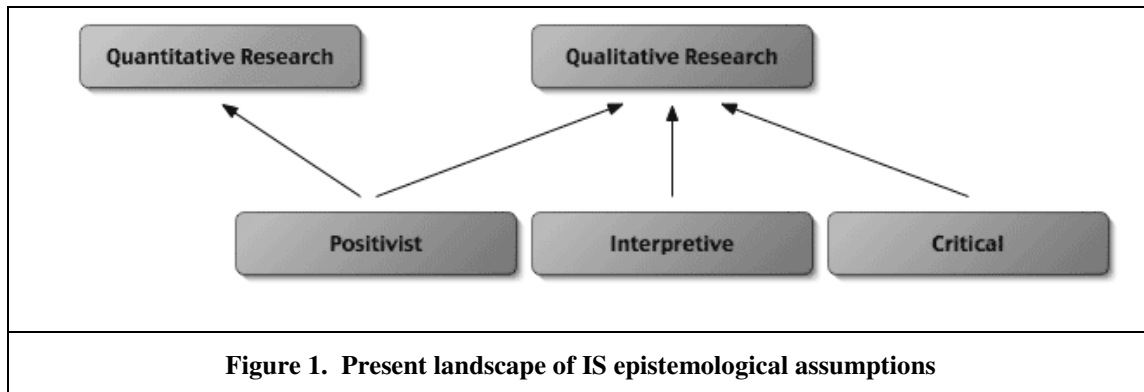 Quantitative Research
Qualitative Research
Positivist
Interpretive
Critical
Figure 1. Present landscape of IS epistemological assumptions